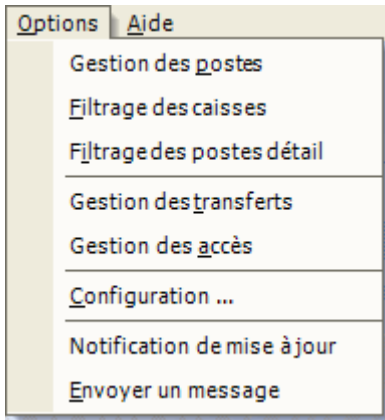 Options Aide
Gestion des postes
Filtrage des caisses
Filtrage des postes détail
Gestion des transferts
Gestion des accès
Configuration ...
Notification de mise à jour
Envoyer un message